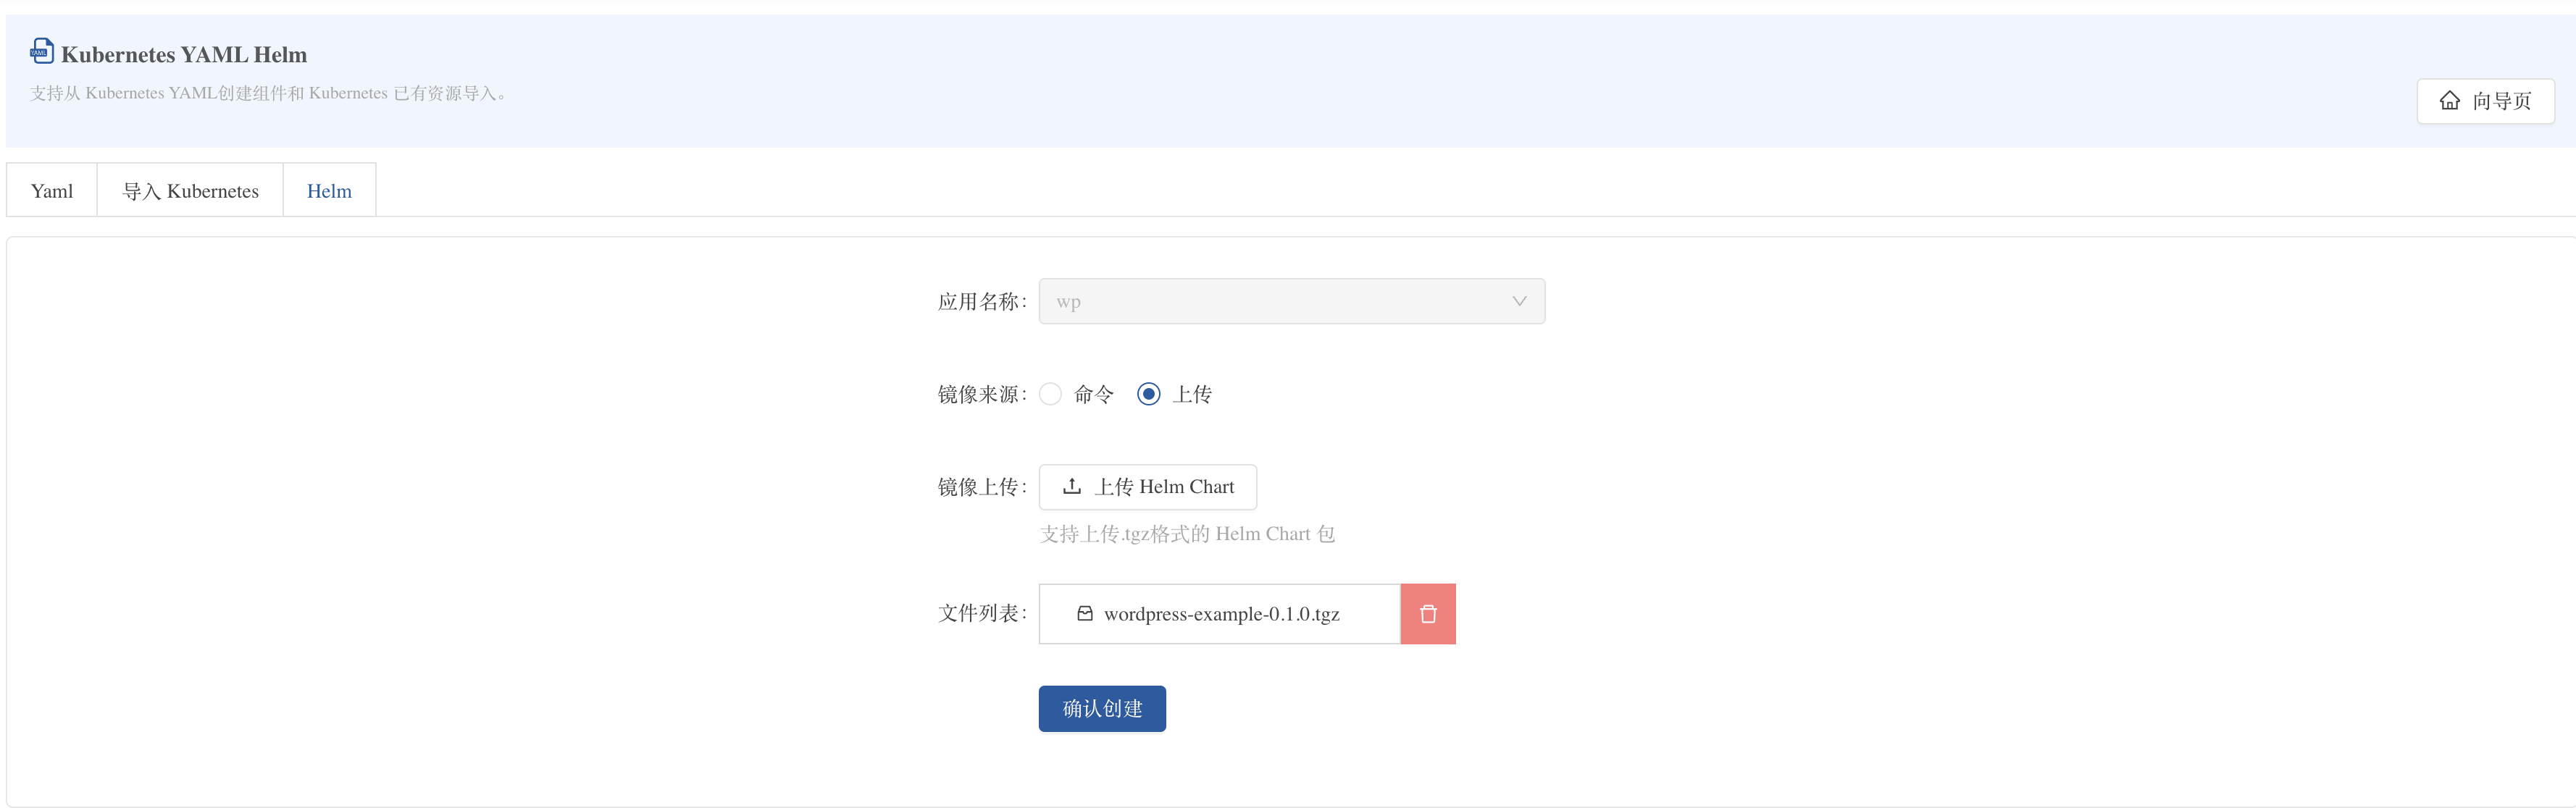 YAML
Kubernetes YAML Helm
支持从 Kubernetes YAML创建组件和 Kubernetes 已有资源导入。
向导页
Yaml
导入 Kubernetes
Helm
应用名称:
wp
镜像来源:
命令
上传
镜像上传:
上传 Helm Chart
支持上传.tgz格式的 Helm Chart 包
文件列表:
wordpress-example-0.1.0.tgz
确认创建